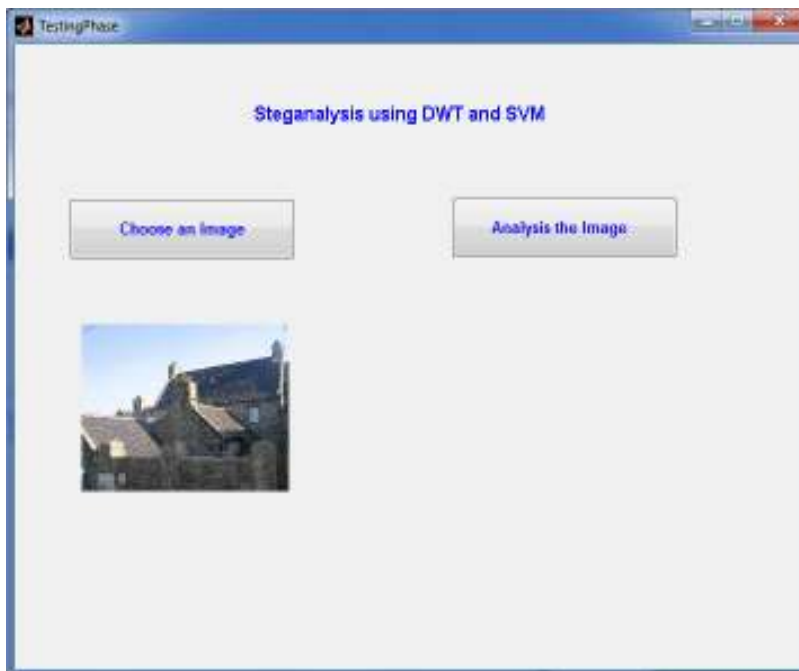 TestingPhase
Steganalysis using DWT and SVM
Choose an Image
Analysis the Image